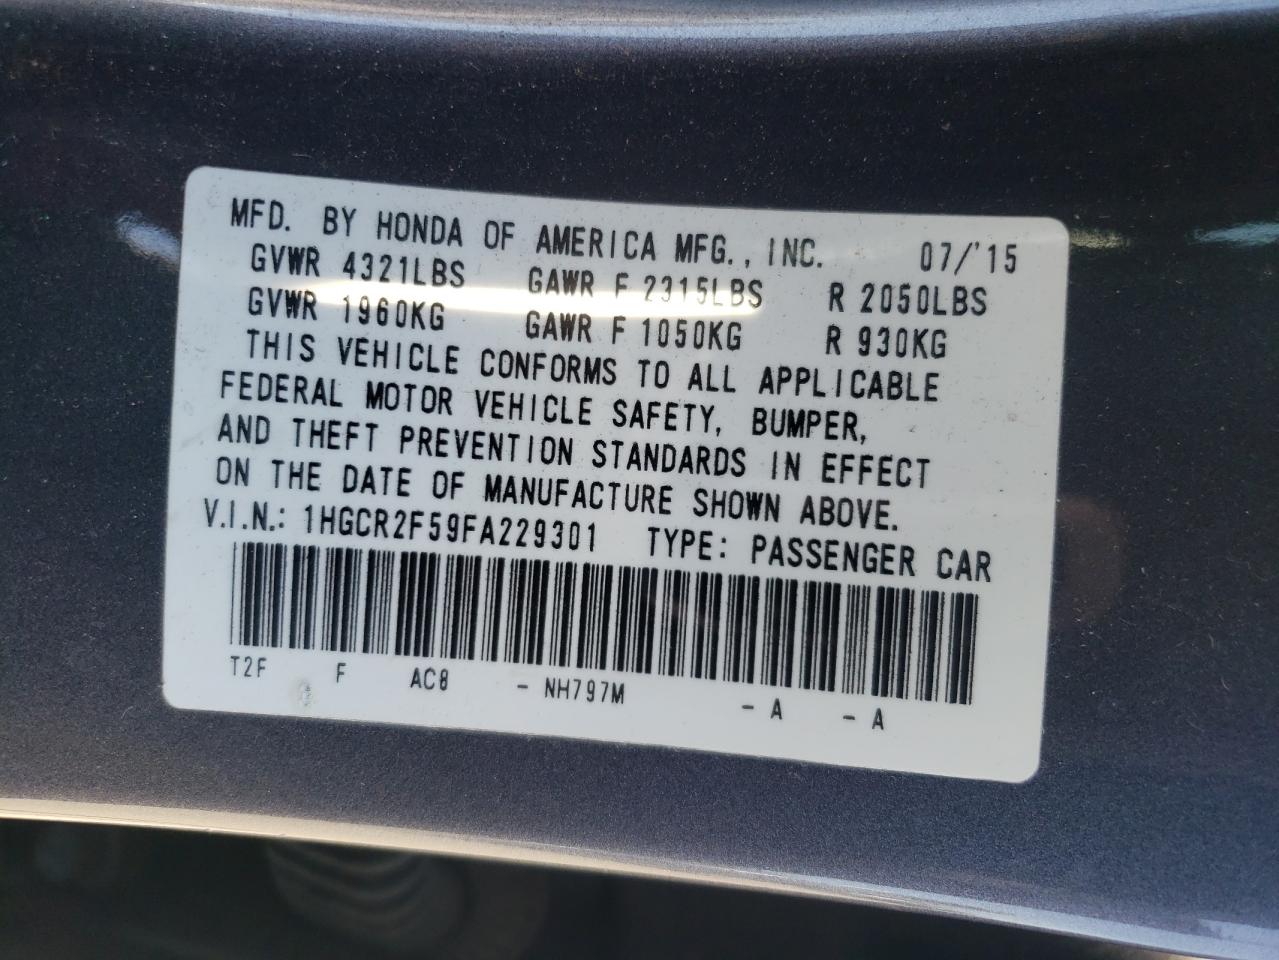 MFD. BY HONDA OF AMERICA MFG., INC. 07/'15
GVWR 4321LBS GAWR F 2315LBS R 2050LBS
GVWR 1960KG GAWR F 1050KG R 930KG
THIS VEHICLE CONFORMS TO ALL APPLICABLE
FEDERAL MOTOR VEHICLE SAFETY, BUMPER,
AND THEFT PREVENTION STANDARDS IN EFFECT
ON THE DATE OF MANUFACTURE SHOWN ABOVE.
V.I.N.: 1HGCR2F59FA229301 TYPE: PASSENGER CAR
T2F F AC8 - NH797M - A - A